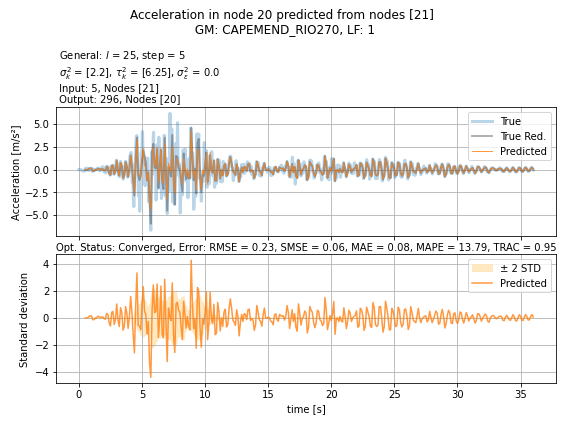 Acceleration in node 20 predicted from nodes [21]
GM: CAPEMEND_RIO270, LF: 1
General: l = 25, step = 5
σ²ₖ = [2.2], τ²ₖ = [6.25], σ²ₑ = 0.0
Input: 5, Nodes [21]
Output: 296, Nodes [20]
Acceleration [m/s²]
5.0
2.5
0.0
−2.5
−5.0
True
True Red.
Predicted
Opt. Status: Converged, Error: RMSE = 0.23, SMSE = 0.06, MAE = 0.08, MAPE = 13.79, TRAC = 0.95
Standard deviation
4
2
0
−2
−4
± 2 STD
Predicted
0 5 10 15 20 25 30 35
time [s]